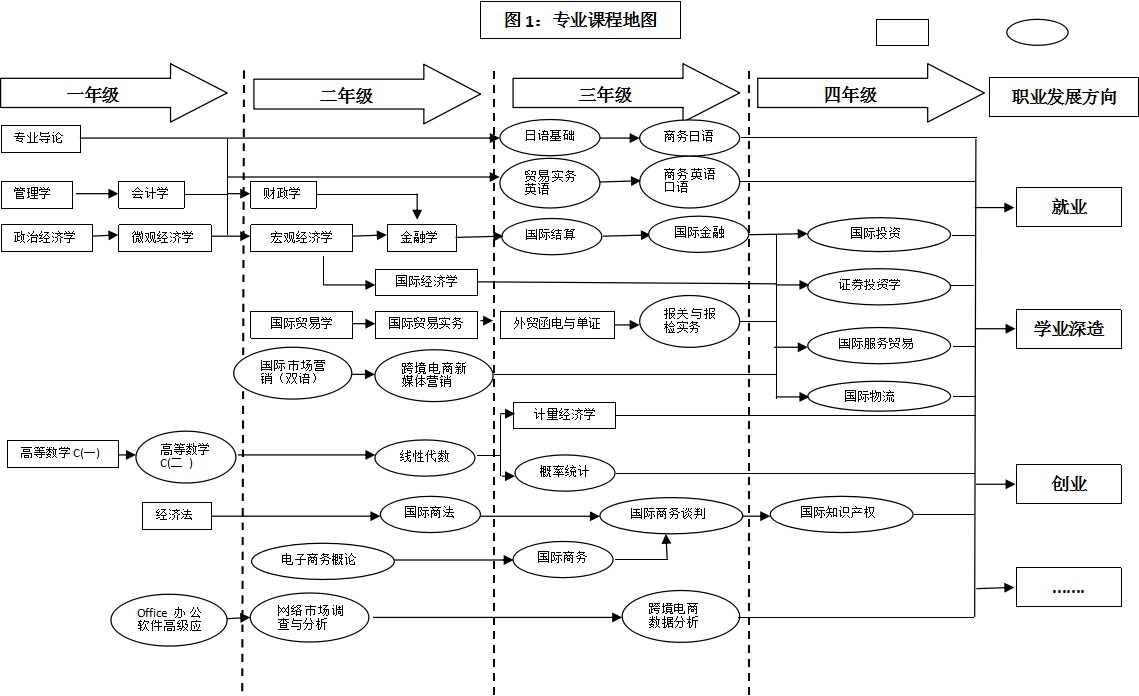 图 1：专业课程地图
一年级
二年级
三年级
四年级
职业发展方向
专业导论
日语基础
商务日语
管理学
会计学
财政学
贸易实务
英语
商务英语
口语
就业
政治经济学
微观经济学
宏观经济学
金融学
国际结算
国际金融
国际投资
国际经济学
证券投资学
国际贸易学
国际贸易实务
外贸函电与单证
报关与报
检实务
学业深造
国际服务贸易
国际市场营
销（双语）
跨境电商新
媒体营销
国际物流
计量经济学
高等数学 C(一)
高等数学
C(二 )
线性代数
概率统计
创业
经济法
国际商法
国际商务谈判
国际知识产权
电子商务概论
国际商务
……
Office 办公
软件高级应
网络市场调
查与分析
跨境电商
数据分析